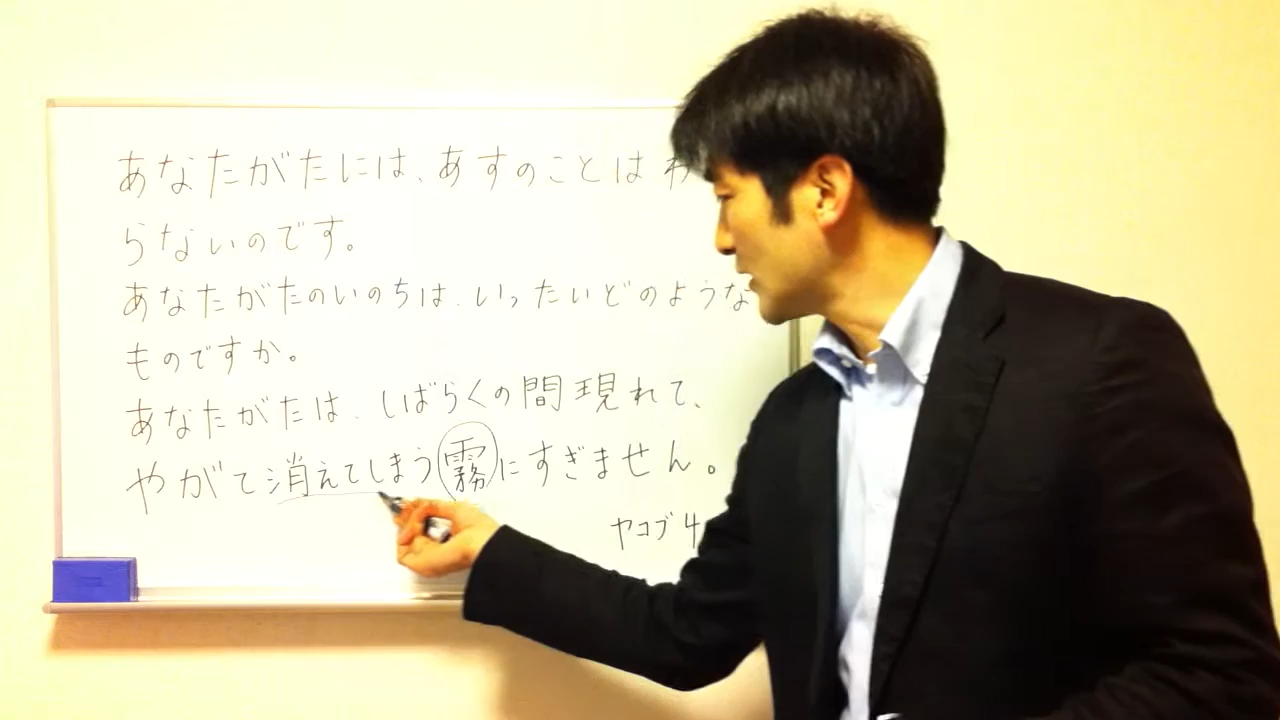 あなたがたには、あすのことはわ
らないのです。
あなたがたのいのちは、いったいどのような
ものですか。
あなたがたは、しばらくの間現れて、
やがて消えてしまう霧にすぎません。
ヤコブ4